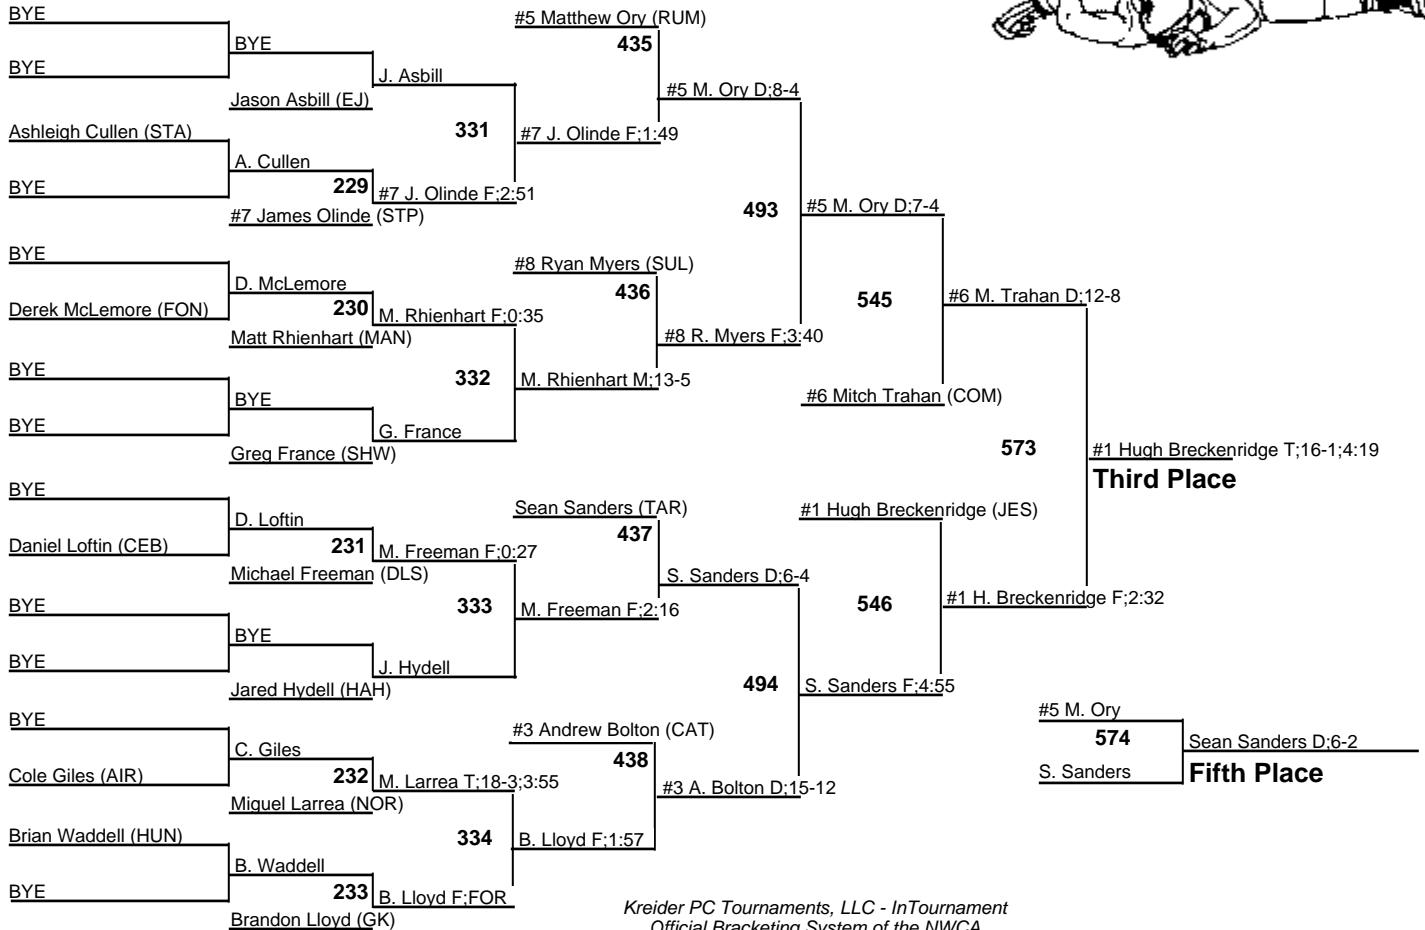 BYE
BYE
BYE
Jason Asbill (EJ)
J. Asbill
Ashleigh Cullen (STA)
BYE
A. Cullen
229
#7 James Olinde (STP)
#7 J. Olinde F;2:51
331
#7 J. Olinde F;1:49
#5 Matthew Ory (RUM)
435
#5 M. Ory D;8-4
BYE
Derek McLemore (FON)
D. McLemore
230
Matt Rhienhart (MAN)
M. Rhienhart F;0:35
BYE
BYE
BYE
Greg France (SHW)
G. France
332
M. Rhienhart M;13-5
#8 Ryan Myers (SUL)
436
#8 R. Myers F;3:40
493
#5 M. Ory D;7-4
545
#6 Mitch Trahan (COM)
#6 M. Trahan D;12-8
BYE
Daniel Loftin (CEB)
D. Loftin
231
Michael Freeman (DLS)
M. Freeman F;0:27
BYE
BYE
BYE
Jared Hydell (HAH)
J. Hydell
333
M. Freeman F;2:16
Sean Sanders (TAR)
437
S. Sanders D;6-4
BYE
Cole Giles (AIR)
C. Giles
232
Miguel Larrea (NOR)
M. Larrea T;18-3;3:55
Brian Waddell (HUN)
BYE
B. Waddell
233
Brandon Lloyd (GK)
B. Lloyd F;FOR
334
B. Lloyd F;1:57
#3 Andrew Bolton (CAT)
438
#3 A. Bolton D;15-12
494
S. Sanders F;4:55
#1 Hugh Breckenridge (JES)
546
#1 H. Breckenridge F;2:32
573
#1 Hugh Breckenridge T;16-1;4:19
Third Place
#5 M. Ory
574
S. Sanders
Sean Sanders D;6-2
Fifth Place
Kreider PC Tournaments, LLC - InTournament
Official Bracketing System of the NWCA